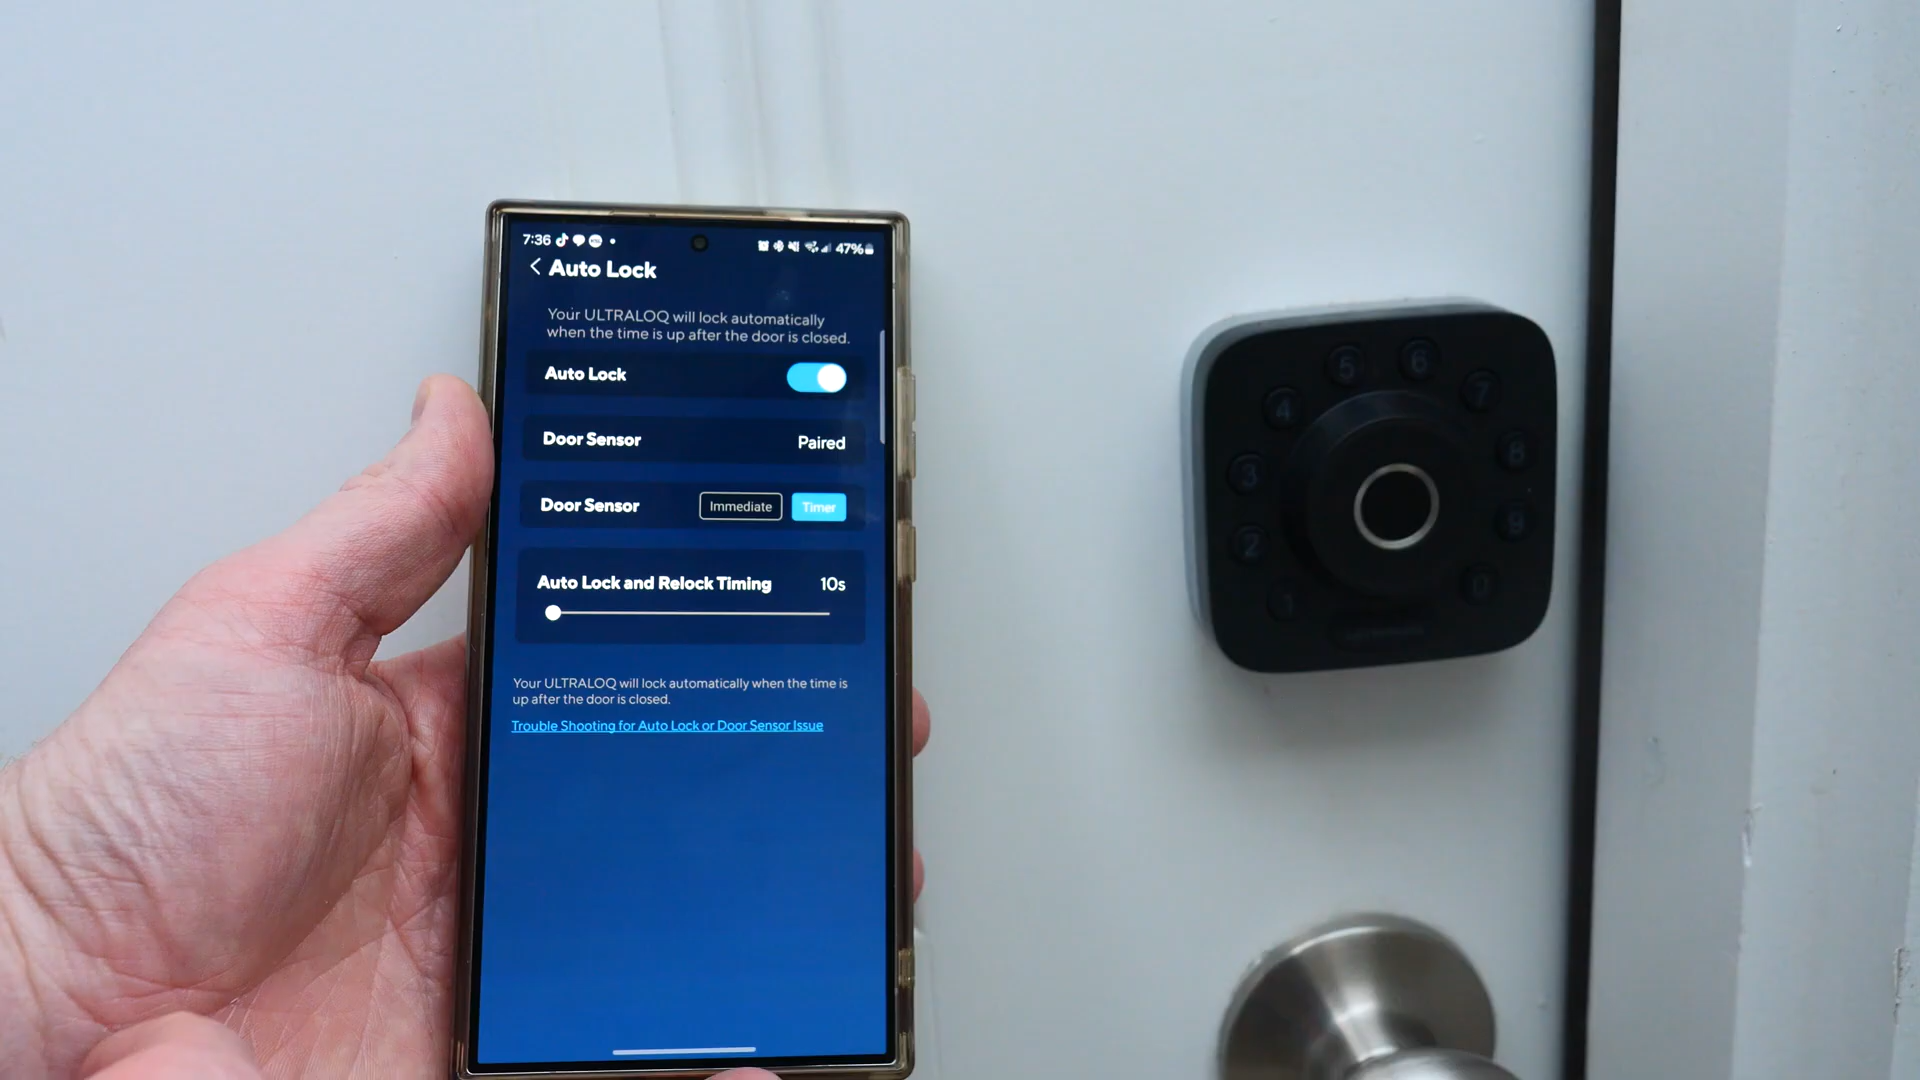 7:36
47%
Auto Lock
Your ULTRALOQ will lock automatically
when the time is up after the door is closed.
Auto Lock
Door Sensor Paired
Door Sensor Immediate Timer
Auto Lock and Relock Timing 10s
Your ULTRALOQ will lock automatically when the time is
up after the door is closed.
Trouble Shooting for Auto Lock or Door Sensor Issue
5 6
4 7
3 8
2 9
1 0